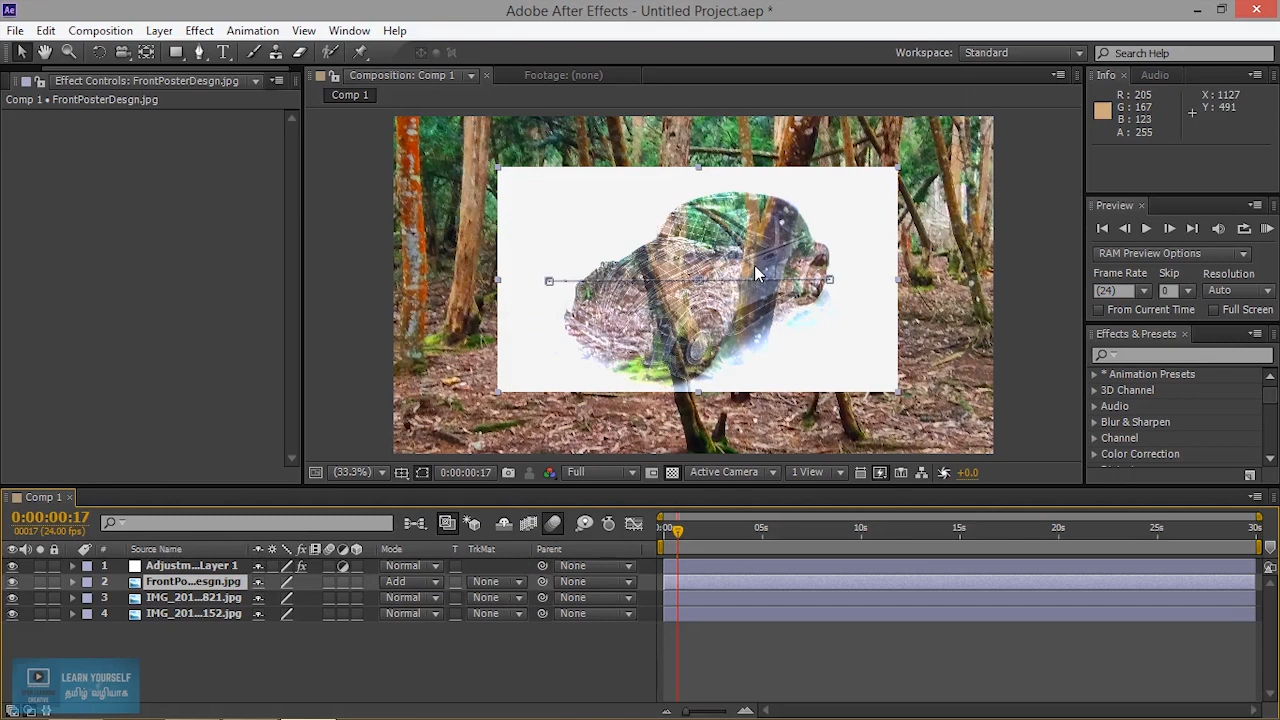 Adobe After Effects - Untitled Project.aep *
File Edit Composition Layer Effect Animation View Window Help
Workspace: Standard Search Help
Effect Controls: FrontPosterDesgn.jpg
Comp 1 • FrontPosterDesgn.jpg
Composition: Comp 1 Footage: (none)
Comp 1
Info Audio
R: 205 X: 1127
G: 167 Y: 491
B: 123
A: 255
Preview
RAM Preview Options
Frame Rate Skip Resolution
(24) 0 Auto
From Current Time Full Screen
Effects & Presets
* Animation Presets
3D Channel
Audio
Blur & Sharpen
Channel
Color Correction
(33.3%) 0:00:00:17 Full Active Camera 1 View +0.0
Comp 1
0:00:00:17
00017 (24.00 fps)
:00 05s 10s 15s 20s 25s 30s
# Source Name fx Mode T TrkMat Parent
1 Adjustm...Layer 1 fx Normal None
2 FrontPo...esgn.jpg Add None None
3 IMG_201...821.jpg Normal None None
4 IMG_201...152.jpg Normal None None
LEARN YOURSELF
தமிழ் வழியாக